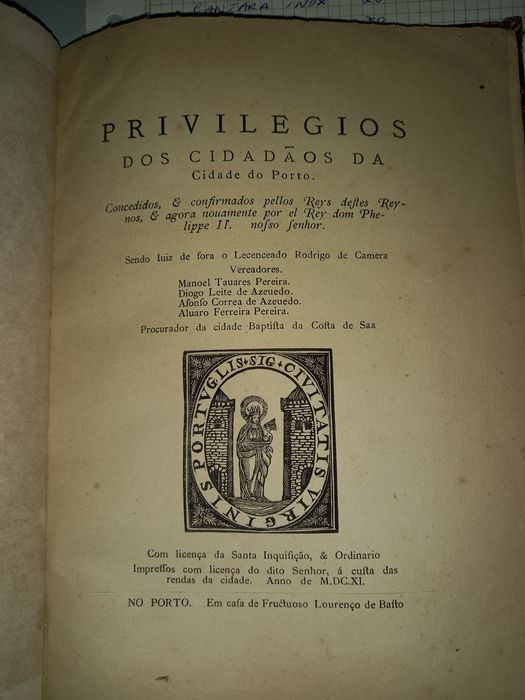 CANTARA INOX
PRIVILEGIOS
DOS CIDADÃOS DA
Cidade do Porto.
Concedidos, & confirmados pellos Reys deſtes Rey-
nos, & agora nouamente por el Rey dom Phe-
lippe II. noſso ſenhor.
Sendo Iuiz de fora o Lecenceado Rodrigo de Camera
Vereadores.
Manoel Tauares Pereira.
Diogo Leite de Azeuedo.
Afonſo Correa de Azeuedo.
Aluaro Ferreira Pereira.
Procurador da cidade Baptiſta da Coſta de Saa
PORTVGLIS SIG CIVITATIS VIRGINIS
Com licença da Santa Inquiſição, & Ordinario
Impreſſos com licença do dito Senhor, á cuſta das
rendas da cidade. Anno de M.DC.XI.
NO PORTO. Em caſa de Fructuoso Lourenço de Baſto